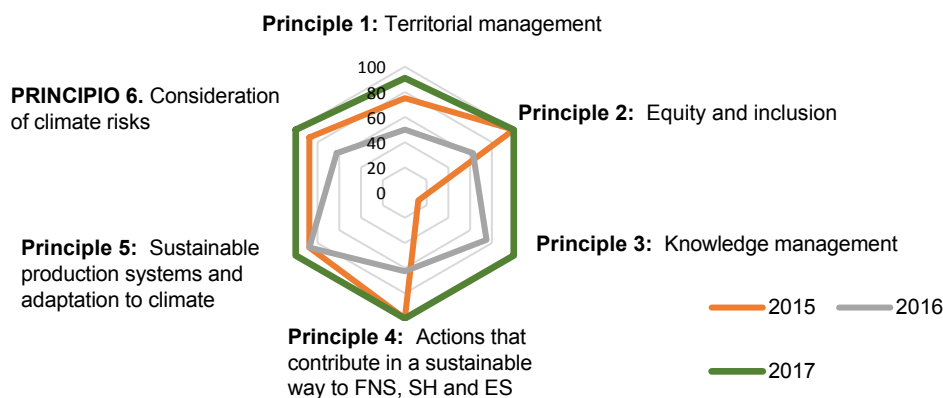 Principle 1: Territorial management
100
80
60
40
20
0
PRINCIPIO 6. Consideration
of climate risks
Principle 2: Equity and inclusion
Principle 3: Knowledge management
Principle 5: Sustainable
production systems and
adaptation to climate
Principle 4: Actions that
contribute in a sustainable
way to FNS, SH and ES
2015
2016
2017